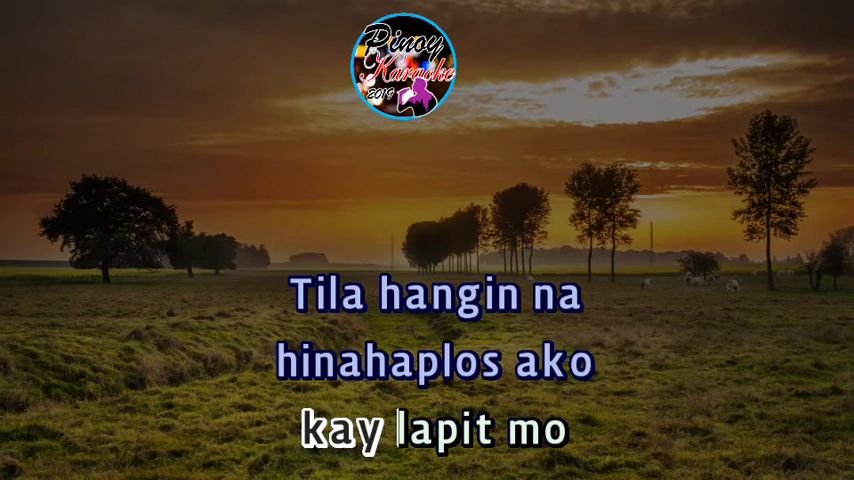 Pinoy
Karaoke
2019
Tila hangin na
hinahaplos ako
kay lapit mo